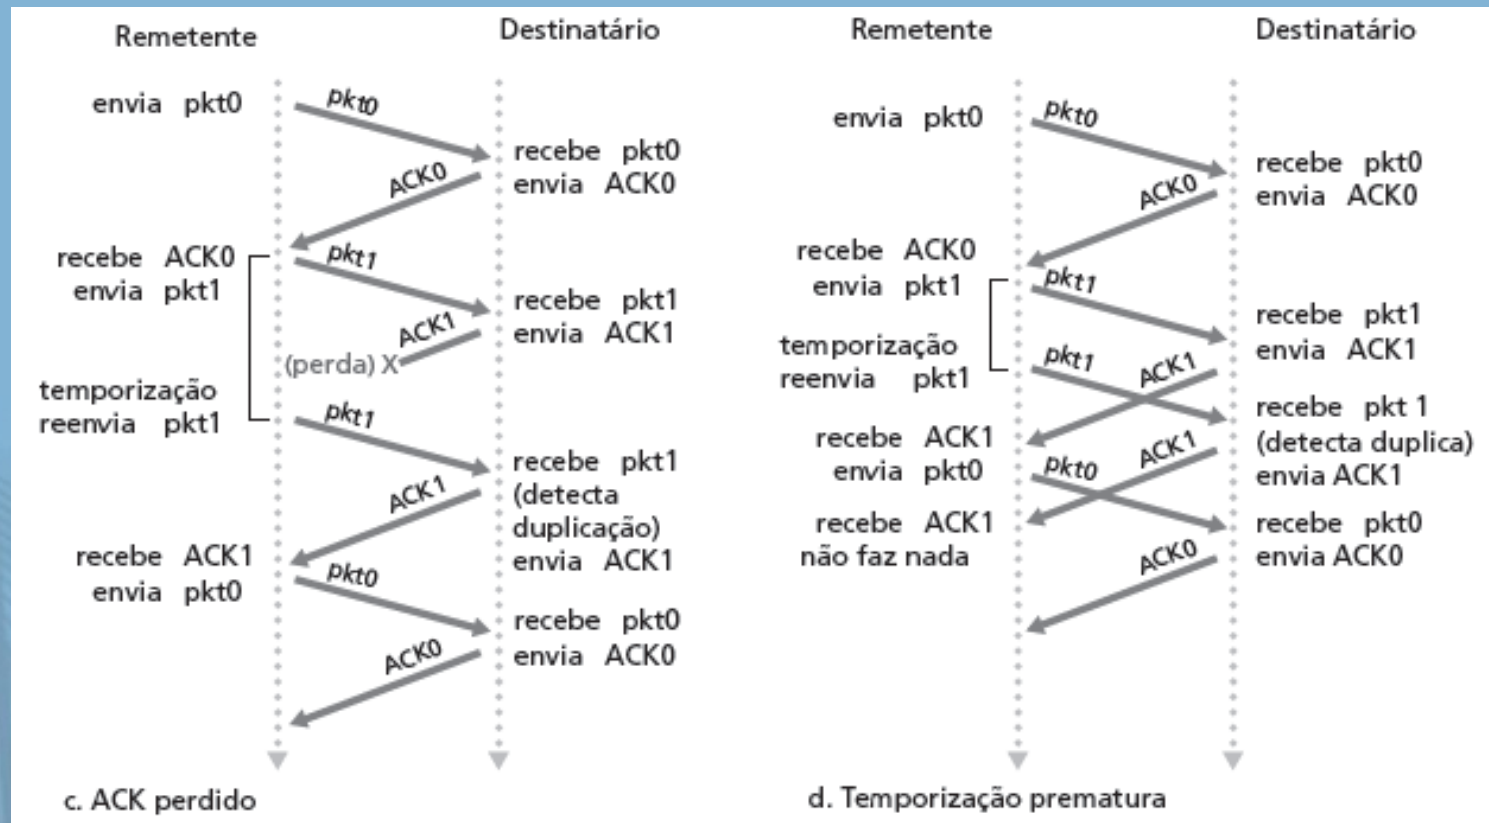 Remetente
Destinatário
envia pkt0
pkt0
recebe pkt0
envia ACK0
ACK0
recebe ACK0
envia pkt1
pkt1
recebe pkt1
envia ACK1
ACK1
(perda) X
temporização
reenvia pkt1
pkt1
recebe pkt1
(detecta
duplicação)
envia ACK1
ACK1
recebe ACK1
envia pkt0
pkt0
recebe pkt0
envia ACK0
ACK0
c. ACK perdido
Remetente
Destinatário
envia pkt0
pkt0
recebe pkt0
envia ACK0
ACK0
recebe ACK0
envia pkt1
pkt1
recebe pkt1
envia ACK1
temporização
reenvia pkt1
pkt1
ACK1
recebe pkt 1
(detecta duplica)
envia ACK1
recebe ACK1
envia pkt0
pkt0
ACK1
recebe pkt0
envia ACK0
recebe ACK1
não faz nada
ACK0
d. Temporização prematura